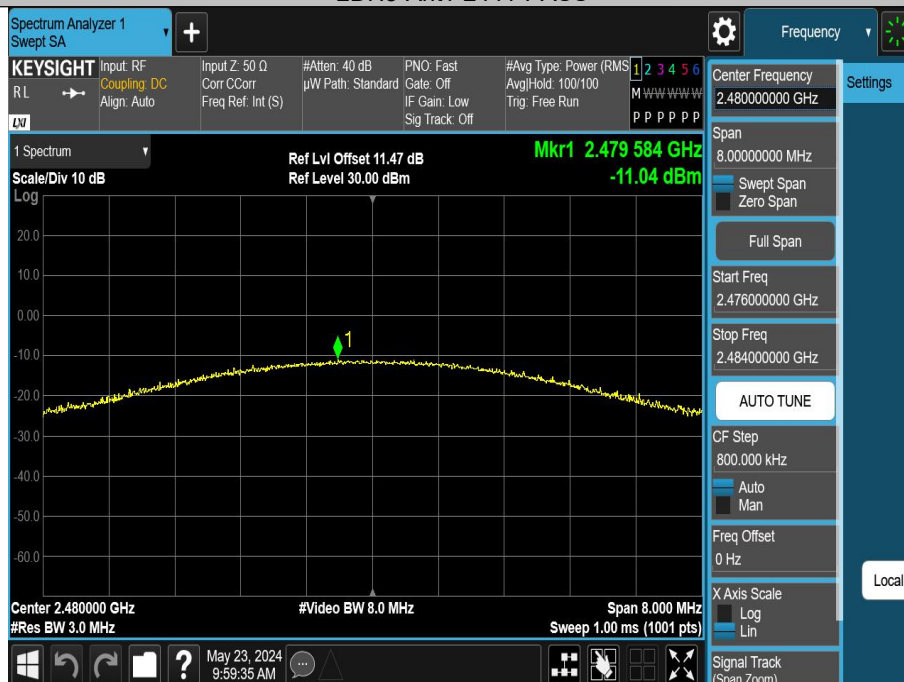 Spectrum Analyzer 1
Swept SA
+
Frequency
KEYSIGHT
RL
LXI
Input: RF
Coupling: DC
Align: Auto
Input Z: 50 Ω
Corr CCorr
Freq Ref: Int (S)
#Atten: 40 dB
µW Path: Standard
PNO: Fast
Gate: Off
IF Gain: Low
Sig Track: Off
#Avg Type: Power (RMS
Avg|Hold: 100/100
Trig: Free Run
1 2 3 4 5 6
M W W W W W
P P P P P P
1 Spectrum
Scale/Div 10 dB
Log
Ref Lvl Offset 11.47 dB
Ref Level 30.00 dBm
Mkr1 2.479 584 GHz
-11.04 dBm
20.0
10.0
0.00
-10.0
-20.0
-30.0
-40.0
-50.0
-60.0
1
Center 2.480000 GHz
#Res BW 3.0 MHz
#Video BW 8.0 MHz
Span 8.000 MHz
Sweep 1.00 ms (1001 pts)
Center Frequency
2.480000000 GHz
Settings
Span
8.00000000 MHz
Swept Span
Zero Span
Full Span
Start Freq
2.476000000 GHz
Stop Freq
2.484000000 GHz
AUTO TUNE
CF Step
800.000 kHz
Auto
Man
Freq Offset
0 Hz
X Axis Scale
Log
Lin
Local
Signal Track
(Span Zoom)
?
May 23, 2024
9:59:35 AM